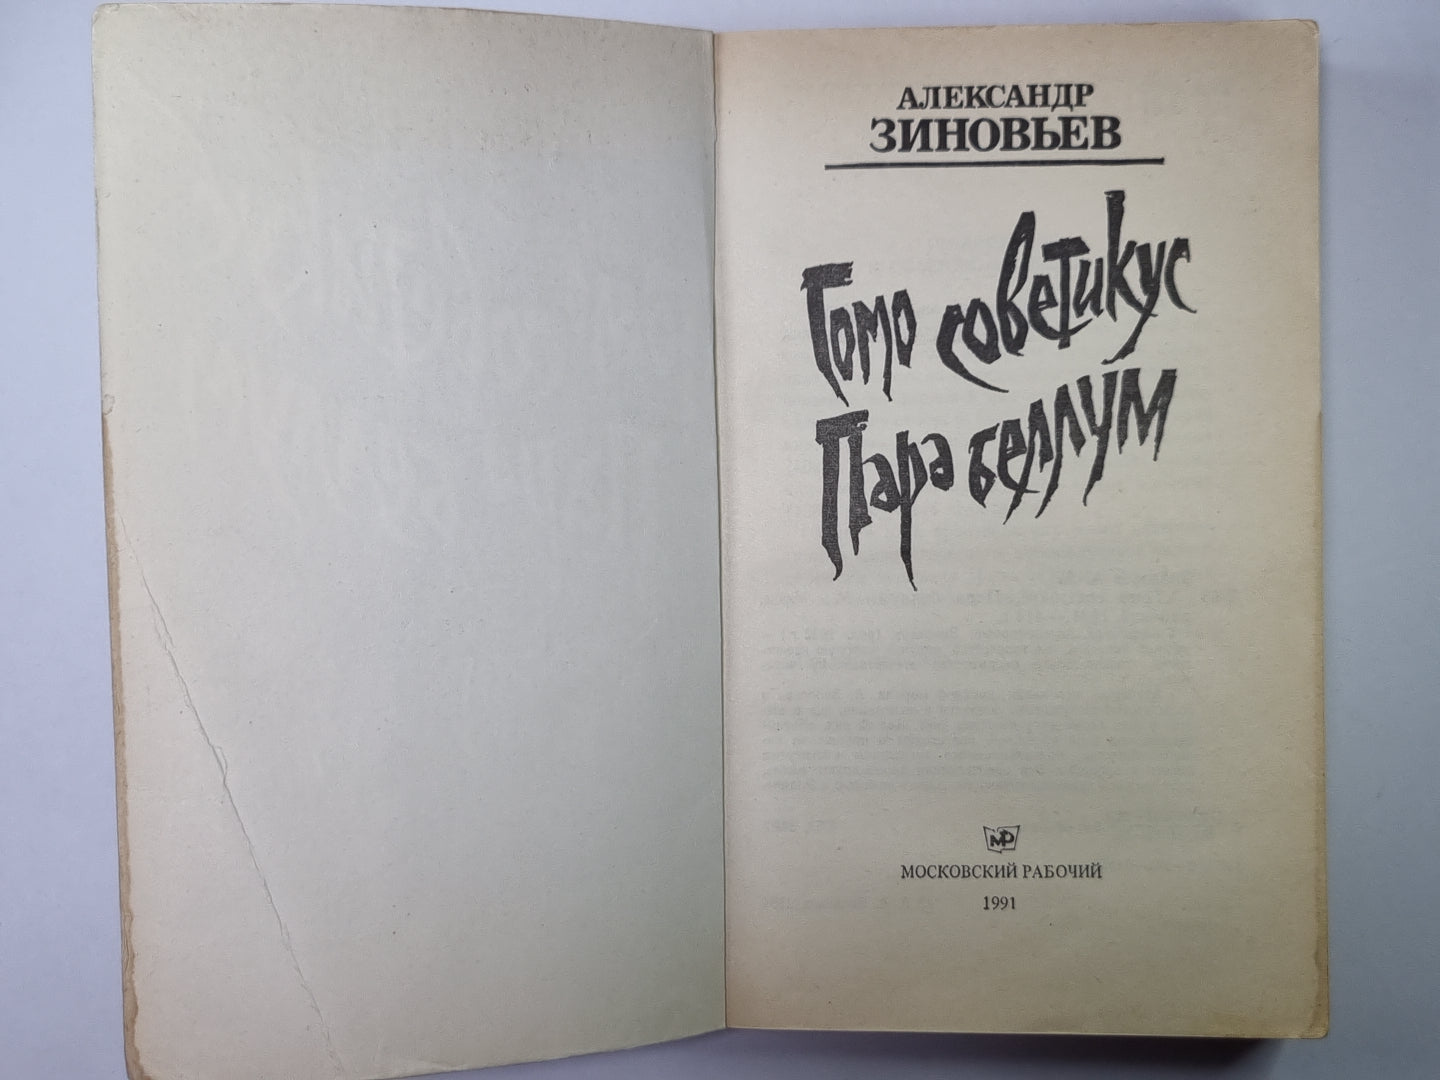 АЛЕКСАНДР
ЗИНОВЬЕВ
Гомо советикус
Пара беллум
МР
МОСКОВСКИЙ РАБОЧИЙ
1991